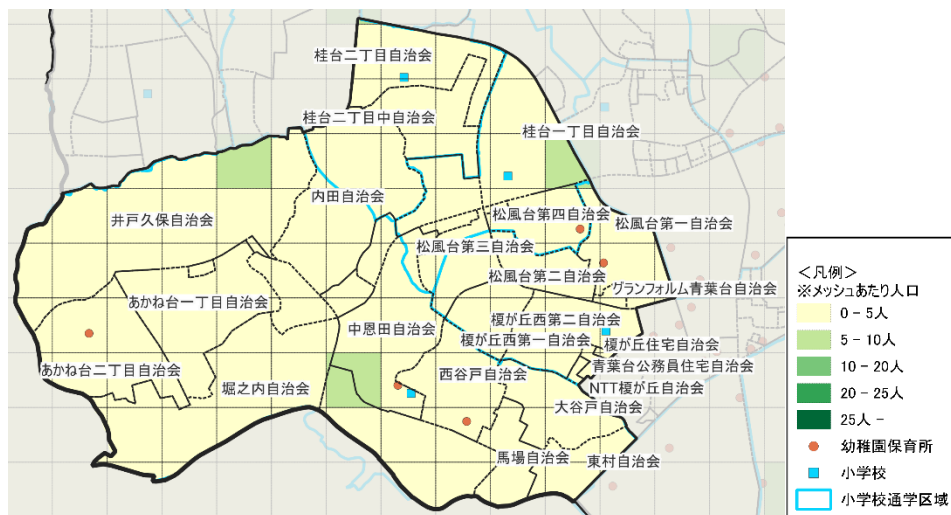 桂台二丁目自治会
桂台二丁目中自治会
桂台一丁目自治会
内田自治会
井戸久保自治会
松風台第四自治会
松風台第一自治会
松風台第三自治会
松風台第二自治会
グランフォルム青葉台自治会
あかね台一丁目自治会
中恩田自治会
榎が丘西第二自治会
榎が丘西第一自治会
榎が丘住宅自治会
あかね台二丁目自治会
西谷戸自治会
青葉台公務員住宅自治会
堀之内自治会
NTT榎が丘自治会
大谷戸自治会
馬場自治会
東村自治会
<凡例>
※メッシュあたり人口
0-5人
5-10人
10-20人
20-25人
25人-
幼稚園保育所
小学校
小学校通学区域